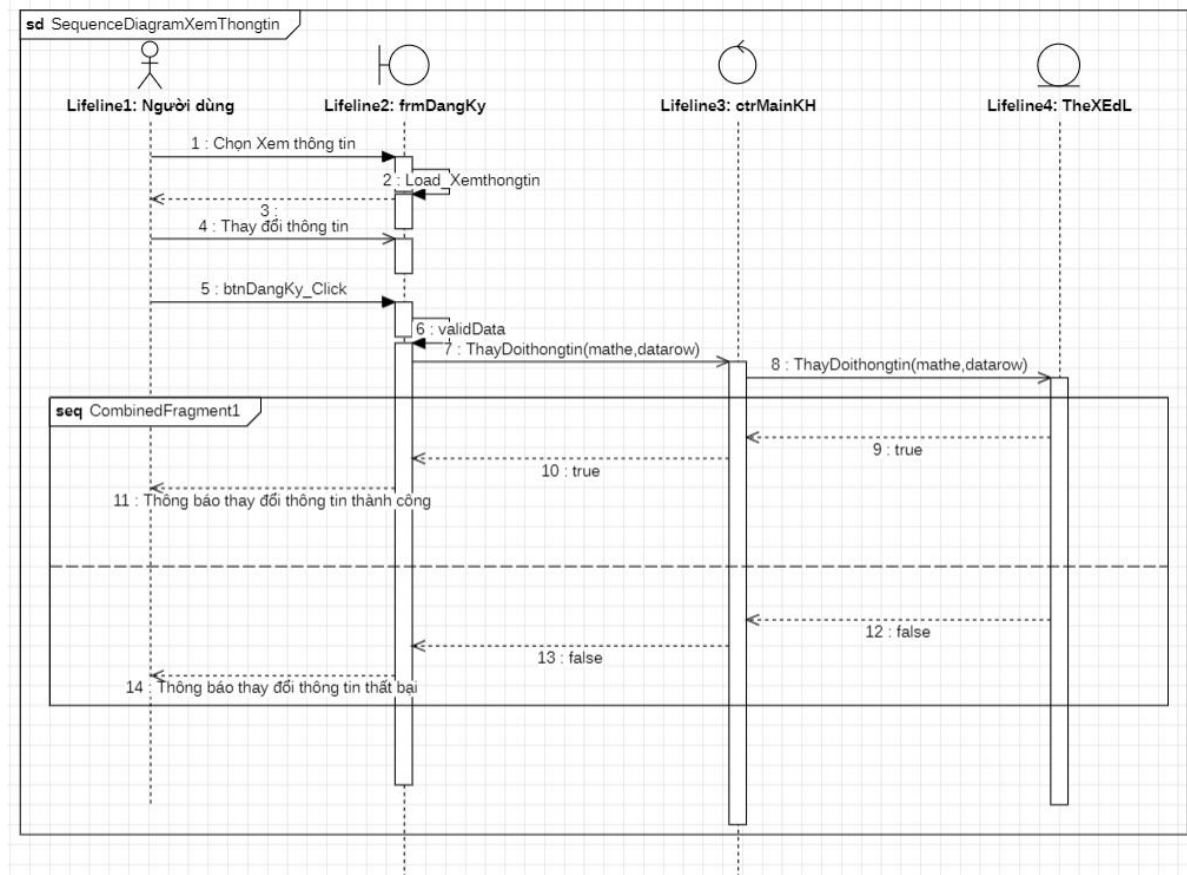 sd SequenceDiagramXemThongtin
Lifeline1: Người dùng
Lifeline2: frmDangKy
Lifeline3: ctrMainKH
Lifeline4: TheXEdL
1 : Chọn Xem thông tin
2 : Load_Xemthongtin
3 :
4 : Thay đổi thông tin
5 : btnDangKy_Click
6 : validData
7 : ThayDoithongtin(mathe,datarow)
8 : ThayDoithongtin(mathe,datarow)
seq CombinedFragment1
9 : true
10 : true
11 : Thông báo thay đổi thông tin thành công
12 : false
13 : false
14 : Thông báo thay đổi thông tin thất bại